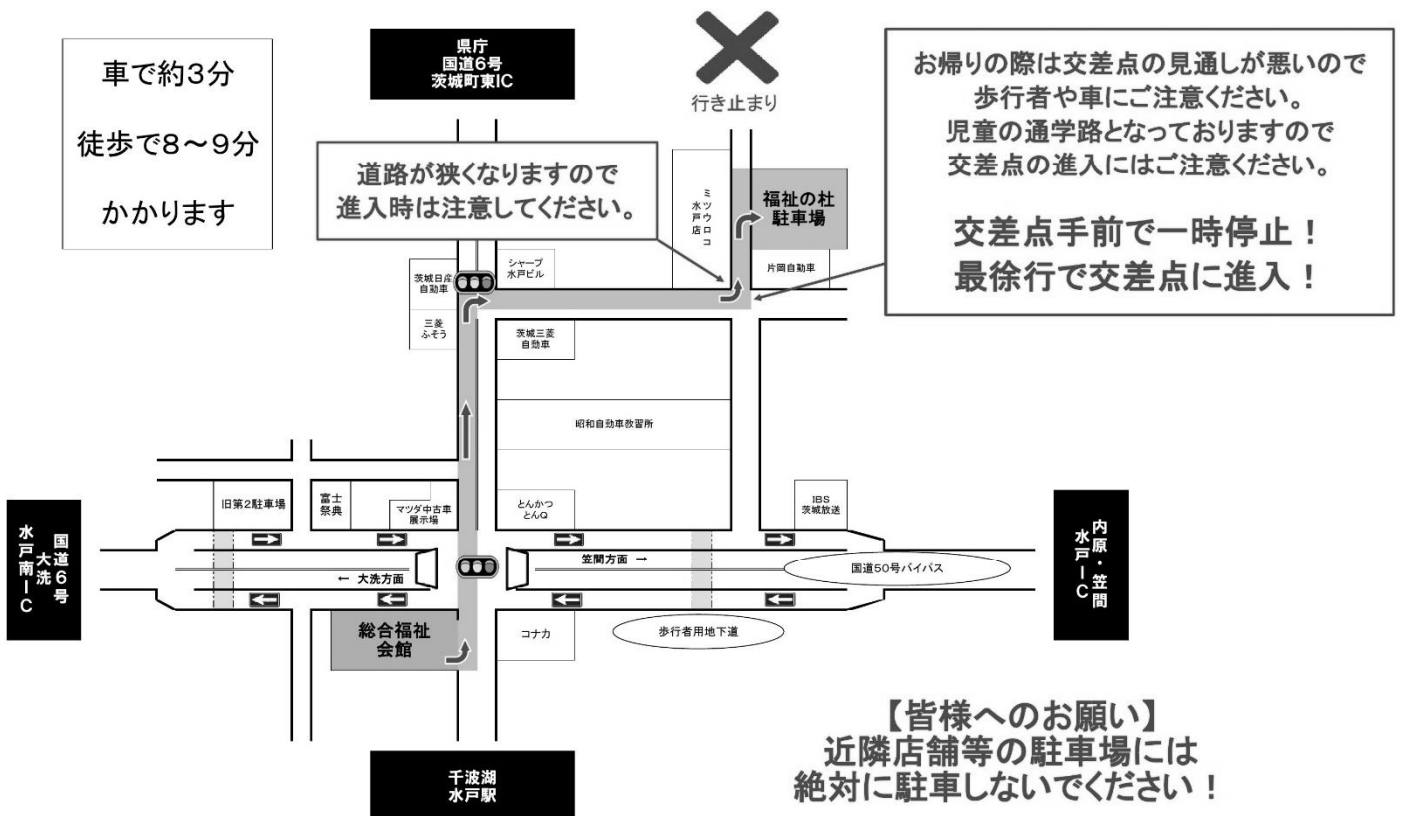 車で約3分
徒歩で8～9分
かかります
県庁
国道6号
茨城町東IC
行き止まり
お帰りの際は交差点の見通しが悪いので
歩行者や車にご注意ください。
児童の通学路となっておりますので
交差点の進入にはご注意ください。
交差点手前で一時停止！
最徐行で交差点に進入！
道路が狭くなりますので
進入時は注意してください。
ミツウロコ
水戸店
福祉の杜
駐車場
茨城日産
自動車
シャープ
水戸ビル
片岡自動車
三菱
ふそう
茨城三菱
自動車
昭和自動車教習所
旧第2駐車場
富士
祭典
マツダ中古車
展示場
とんかつ
とんQ
IBS
茨城放送
国道6号
大洗
水戸南IC
笠間方面 →
← 大洗方面
国道50号バイパス
内原・笠間
水戸IC
総合福祉
会館
コナカ
歩行者用地下道
千波湖
水戸駅
【皆様へのお願い】
近隣店舗等の駐車場には
絶対に駐車しないでください！